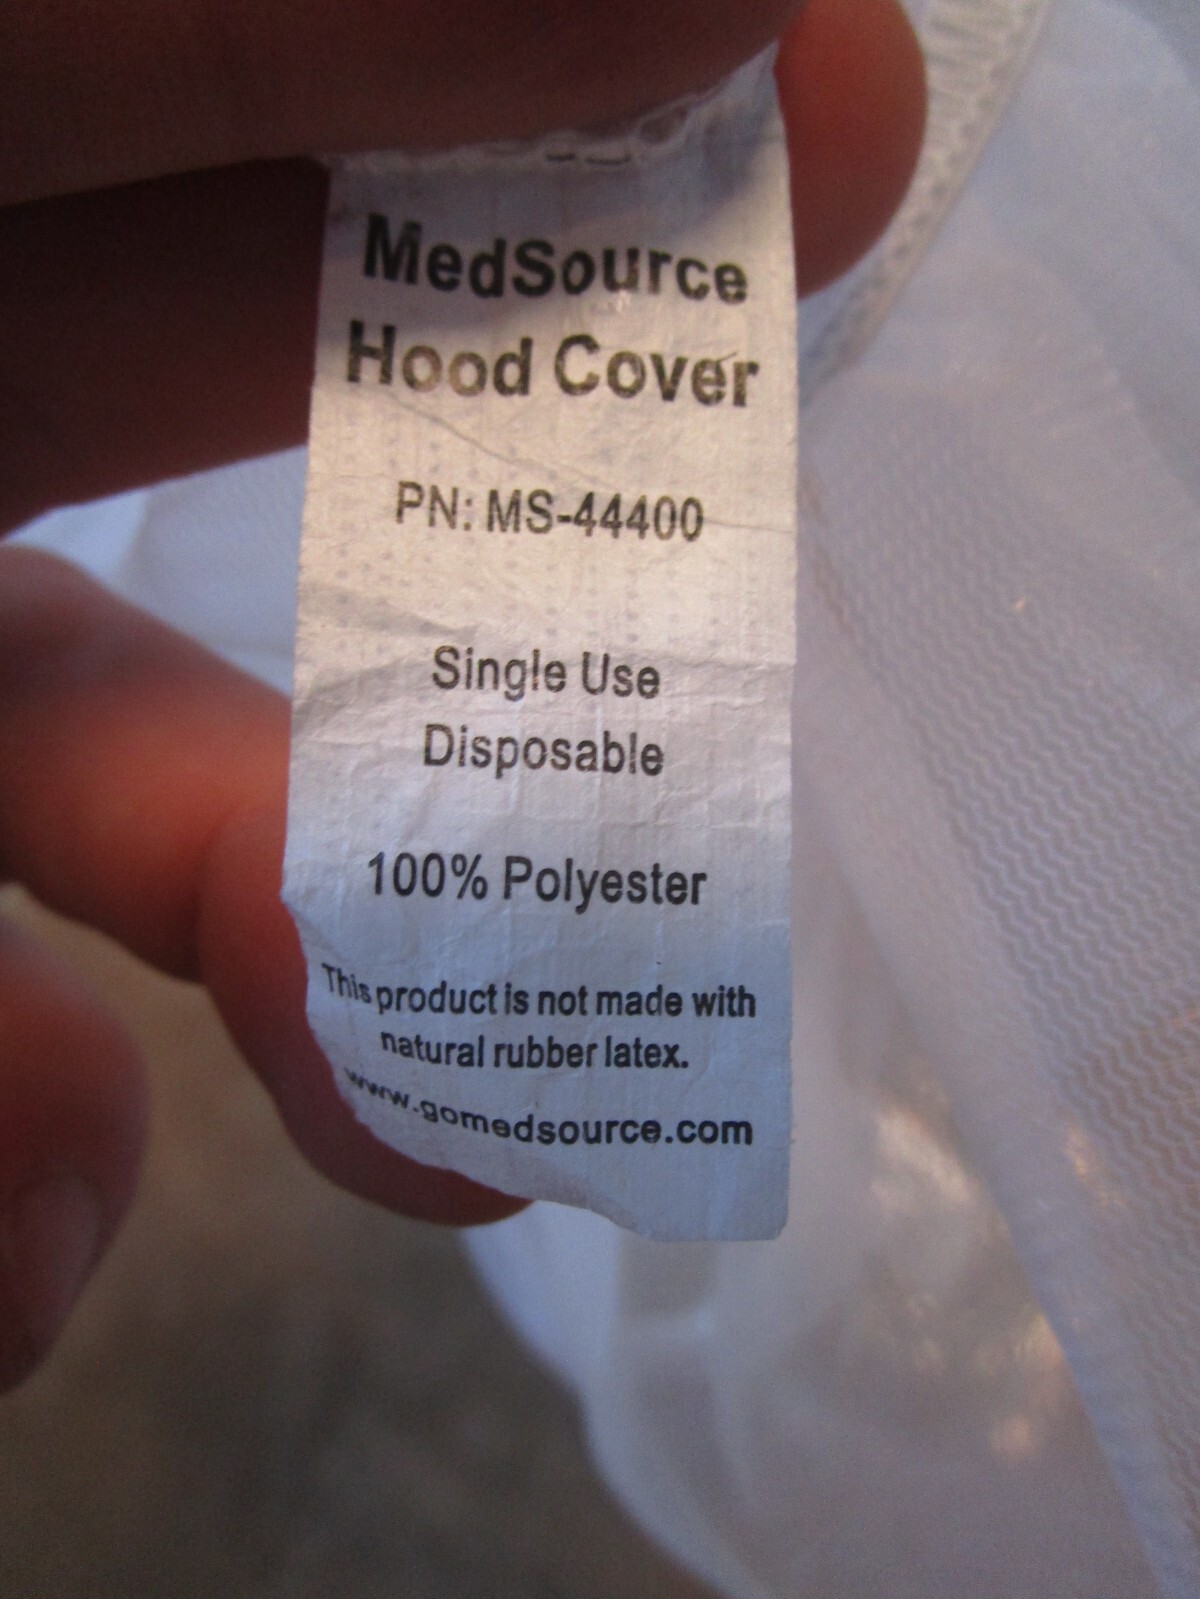 MedSource
Hood Cover
PN: MS-44400
Single Use
Disposable
100% Polyester
This product is not made with
natural rubber latex.
www.gomedsource.com